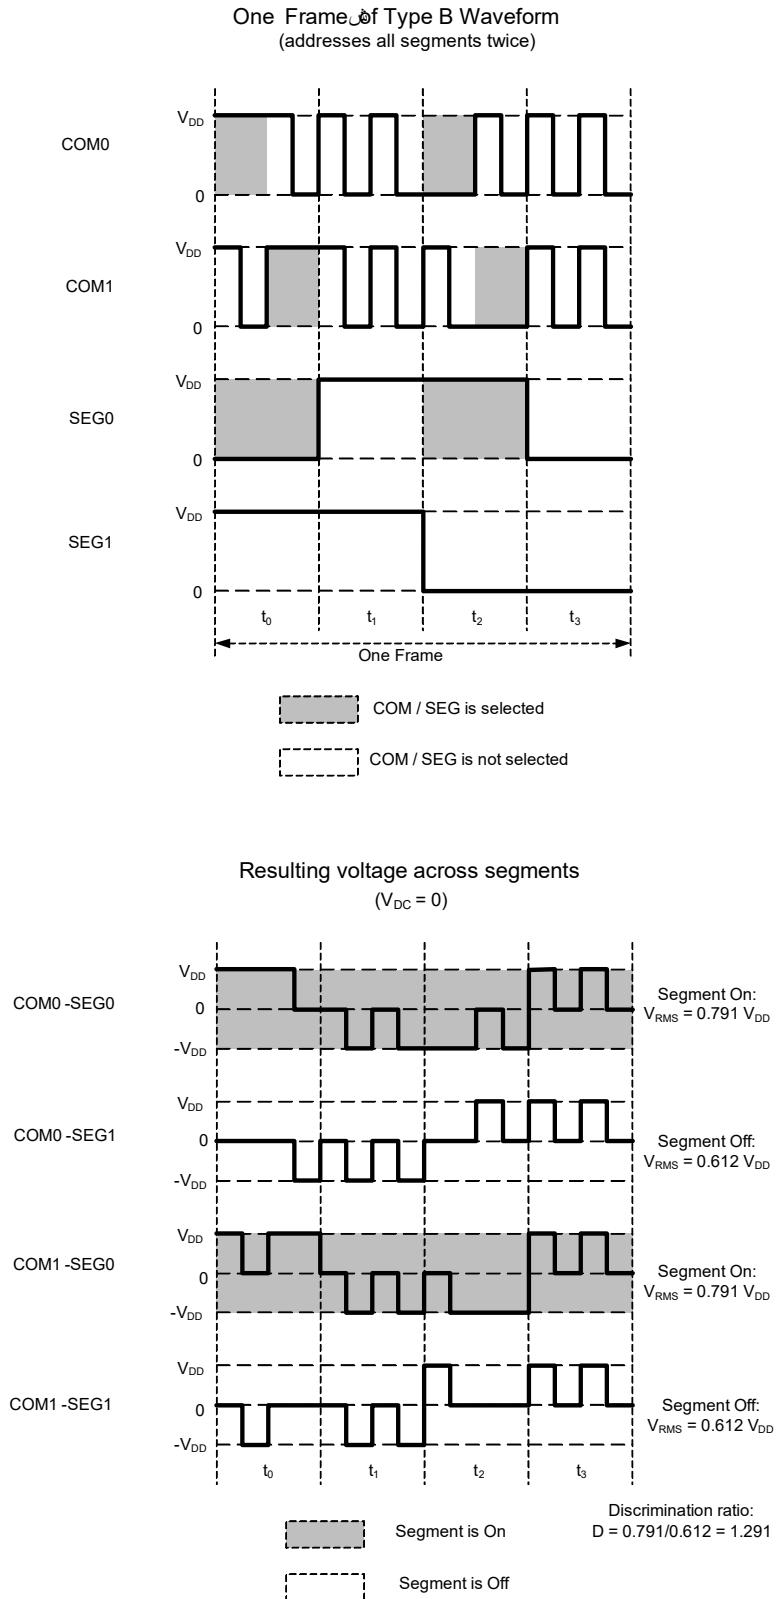 One Frame of Type B Waveform
(addresses all segments twice)
COM0
VDD
0
COM1
VDD
0
SEG0
VDD
0
SEG1
VDD
0
t0 t1 t2 t3
One Frame
COM / SEG is selected
COM / SEG is not selected
Resulting voltage across segments
(VDC = 0)
COM0 -SEG0
VDD
0
-VDD
Segment On:
VRMS = 0.791 VDD
COM0 -SEG1
VDD
0
-VDD
Segment Off:
VRMS = 0.612 VDD
COM1 -SEG0
VDD
0
-VDD
Segment On:
VRMS = 0.791 VDD
COM1 -SEG1
VDD
0
-VDD
Segment Off:
VRMS = 0.612 VDD
t0 t1 t2 t3
Segment is On
Segment is Off
Discrimination ratio:
D = 0.791/0.612 = 1.291